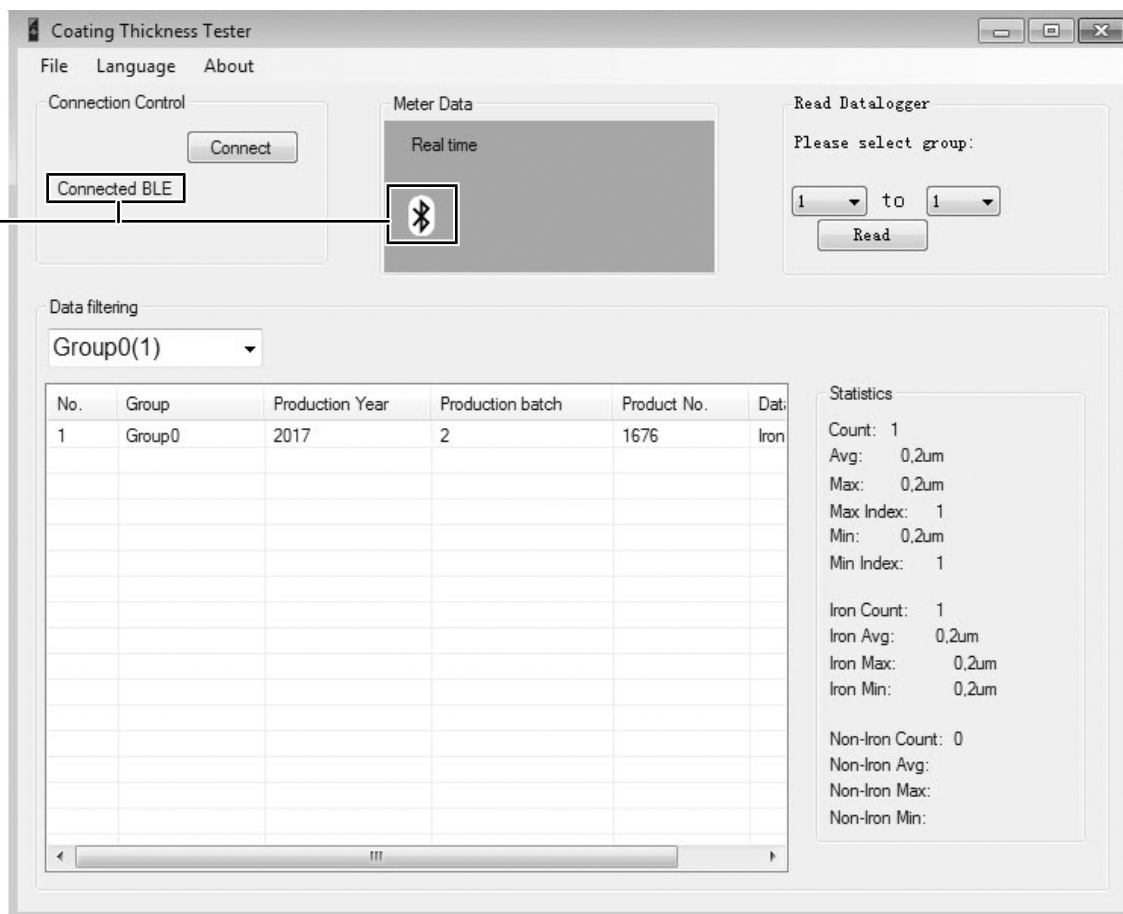 Coating Thickness Tester
File Language About
Connection Control
Connect
Connected BLE
Meter Data
Real time
Read Datalogger
Please select group:
1 to 1
Read
Data filtering
Group0(1)
No. Group Production Year Production batch Product No. Dat
1 Group0 2017 2 1676 Iron
Statistics
Count: 1
Avg: 0,2um
Max: 0,2um
Max Index: 1
Min: 0,2um
Min Index: 1
Iron Count: 1
Iron Avg: 0,2um
Iron Max: 0,2um
Iron Min: 0,2um
Non-Iron Count: 0
Non-Iron Avg:
Non-Iron Max:
Non-Iron Min: